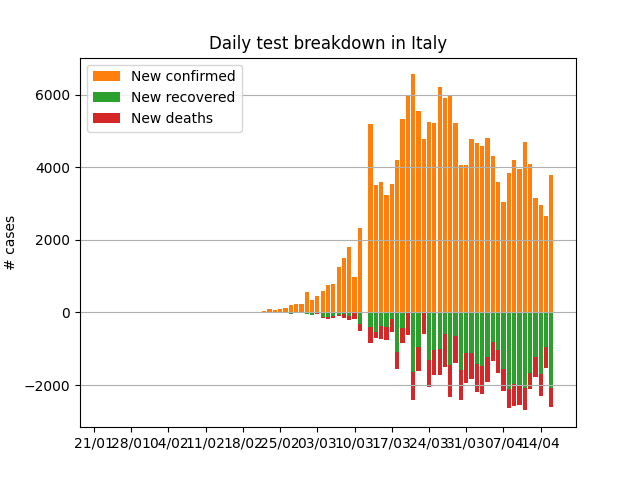 Daily test breakdown in Italy
New confirmed
New recovered
New deaths
# cases
6000
4000
2000
0
−2000
21/01 28/01 04/02 11/02 18/02 25/02 03/03 10/03 17/03 24/03 31/03 07/04 14/04